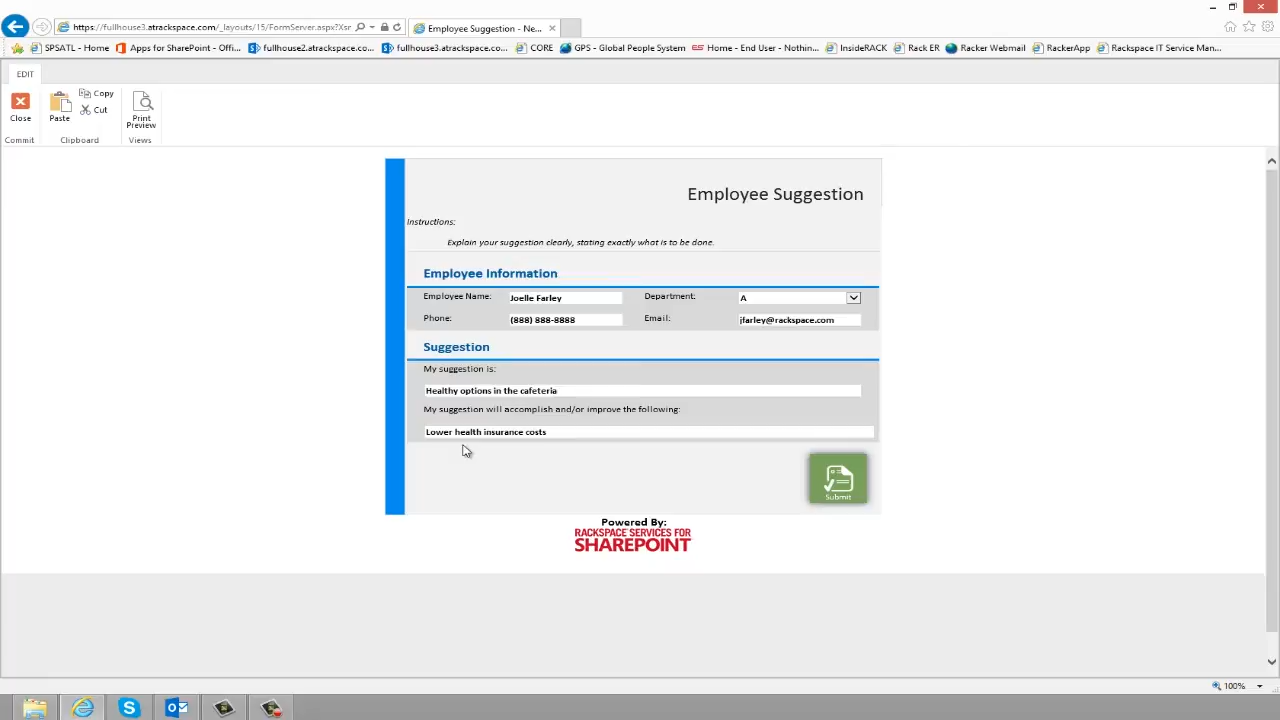 https://fullhouse3.atrackspace.com/_layouts/15/FormServer.aspx?Xsr
Employee Suggestion - Ne...
SPSATL - Home
Apps for SharePoint - Offi...
fullhouse2.atrackspace.co...
fullhouse3.atrackspace.co...
CORE
GPS - Global People System
Home - End User - Nothin...
InsideRACK
Rack ER
Racker Webmail
RackerApp
Rackspace IT Service Man...
EDIT
Close
Paste
Copy
Cut
Print Preview
Commit
Clipboard
Views
Employee Suggestion
Instructions:
Explain your suggestion clearly, stating exactly what is to be done.
Employee Information
Employee Name: Joelle Farley Department: A
Phone: (888) 888-8888 Email: jfarley@rackspace.com
Suggestion
My suggestion is:
Healthy options in the cafeteria
My suggestion will accomplish and/or improve the following:
Lower health insurance costs
Submit
Powered By:
RACKSPACE SERVICES FOR
SHAREPOINT
100%